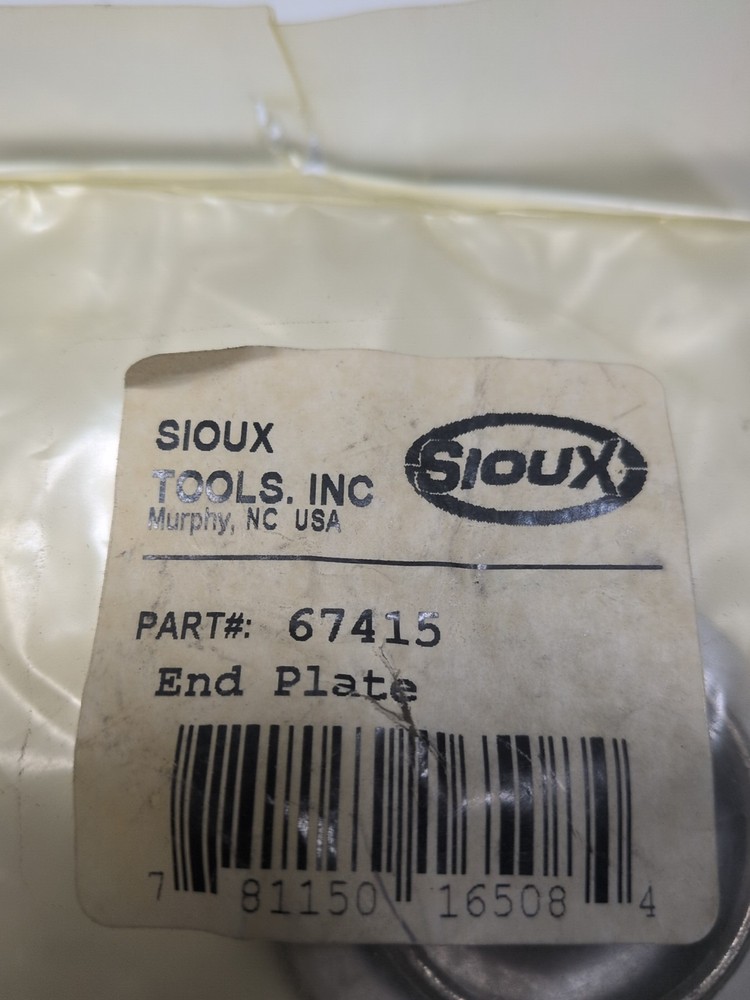 SIOUX
TOOLS. INC
Murphy, NC USA
SIOUX
PART#: 67415
End Plate
7 81150 16508 4